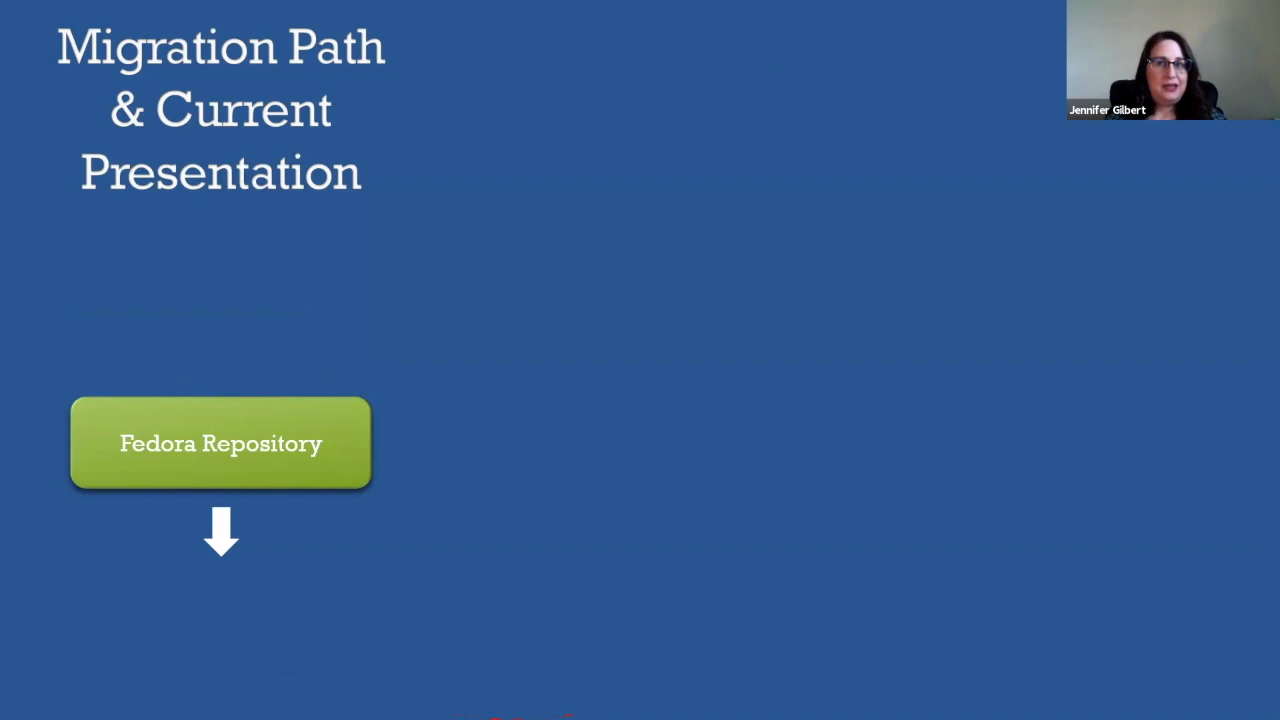 Migration Path
& Current
Presentation
Jennifer Gilbert
Fedora Repository